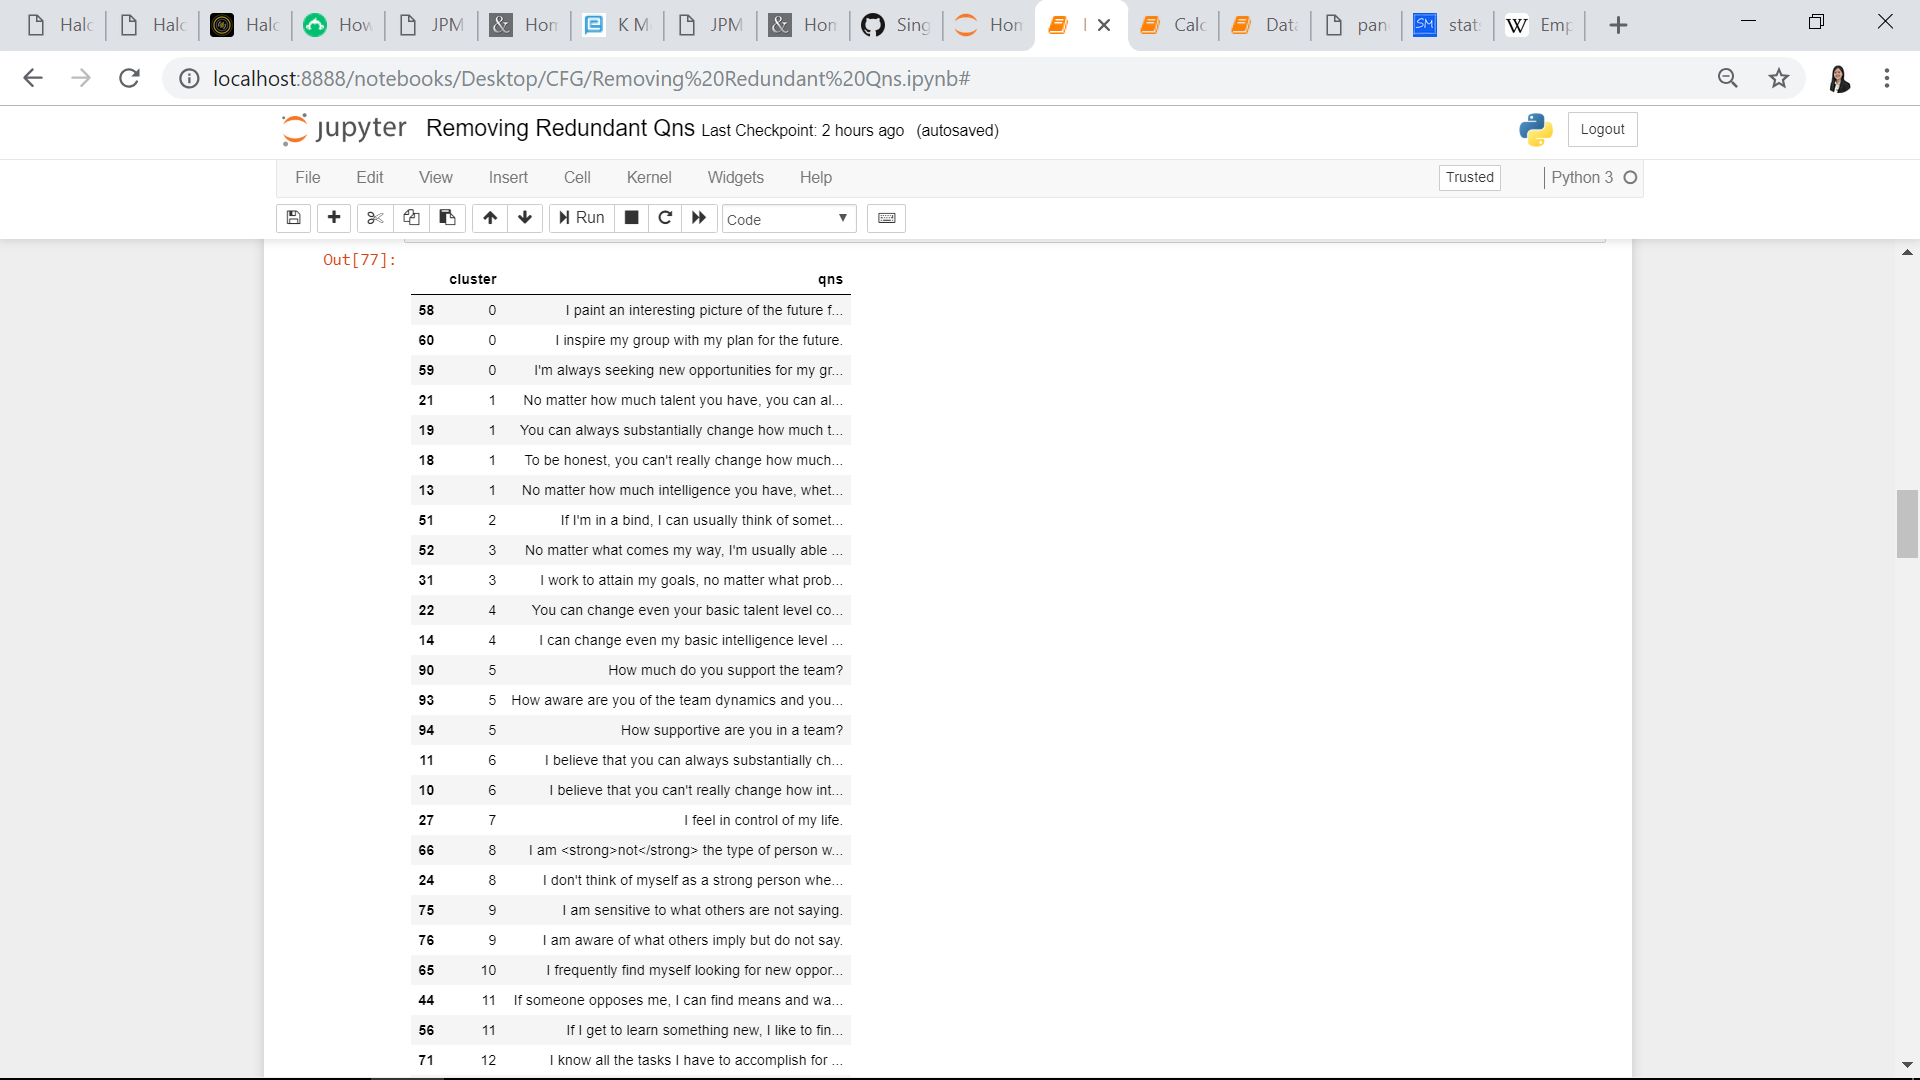 Halo
Halo
Halo
How
JPM
Hom
K Me
JPM
Hom
Sing
Hom
Calc
Data
pan
SM stat
W Emp
localhost:8888/notebooks/Desktop/CFG/Removing%20Redundant%20Qns.ipynb#
jupyter Removing Redundant Qns Last Checkpoint: 2 hours ago (autosaved)
Logout
File Edit View Insert Cell Kernel Widgets Help
Trusted Python 3
Run Code
Out[77]:
cluster qns
58 0 I paint an interesting picture of the future f...
60 0 I inspire my group with my plan for the future.
59 0 I'm always seeking new opportunities for my gr...
21 1 No matter how much talent you have, you can al...
19 1 You can always substantially change how much t...
18 1 To be honest, you can't really change how much...
13 1 No matter how much intelligence you have, whet...
51 2 If I'm in a bind, I can usually think of somet...
52 3 No matter what comes my way, I'm usually able ...
31 3 I work to attain my goals, no matter what prob...
22 4 You can change even your basic talent level co...
14 4 I can change even my basic intelligence level ...
90 5 How much do you support the team?
93 5 How aware are you of the team dynamics and you...
94 5 How supportive are you in a team?
11 6 I believe that you can always substantially ch...
10 6 I believe that you can't really change how int...
27 7 I feel in control of my life.
66 8 I am <strong>not</strong> the type of person w...
24 8 I don't think of myself as a strong person whe...
75 9 I am sensitive to what others are not saying.
76 9 I am aware of what others imply but do not say.
65 10 I frequently find myself looking for new oppor...
44 11 If someone opposes me, I can find means and wa...
56 11 If I get to learn something new, I like to fin...
71 12 I know all the tasks I have to accomplish for ...